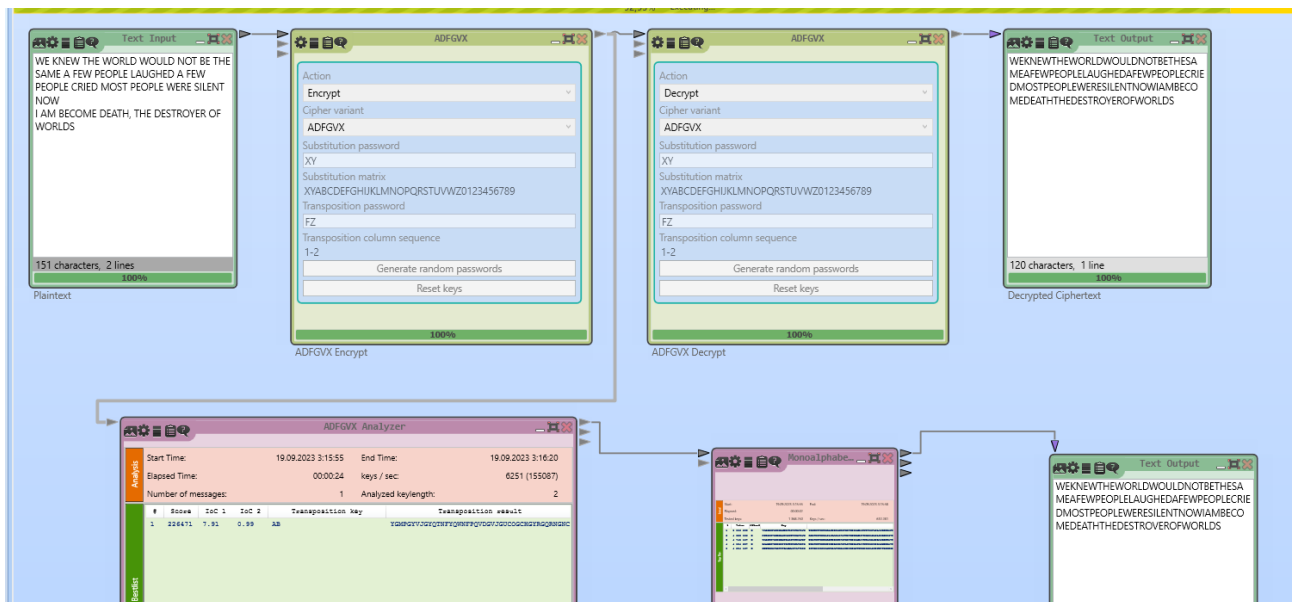 52,55% Executing...
Text Input
WE KNEW THE WORLD WOULD NOT BE THE
SAME A FEW PEOPLE LAUGHED A FEW
PEOPLE CRIED MOST PEOPLE WERE SILENT
NOW
I AM BECOME DEATH, THE DESTROYER OF
WORLDS
151 characters, 2 lines
100%
Plaintext
ADFGVX
Action
Encrypt
Cipher variant
ADFGVX
Substitution password
XY
Substitution matrix
XYABCDEFGHIJKLMNOPQRSTUVWZ0123456789
Transposition password
FZ
Transposition column sequence
1-2
Generate random passwords
Reset keys
100%
ADFGVX Encrypt
ADFGVX
Action
Decrypt
Cipher variant
ADFGVX
Substitution password
XY
Substitution matrix
XYABCDEFGHIJKLMNOPQRSTUVWZ0123456789
Transposition password
FZ
Transposition column sequence
1-2
Generate random passwords
Reset keys
100%
ADFGVX Decrypt
Text Output
WEKNEWTHEWORLDWOULDNOTBETHESA
MEAFEWPEOPLELAUGHEDAFEWPEOPLECRIE
DMOSTPEOPLEWERESILENTNOWIAMBECO
MEDEATHTHEDESTROYEROFWORLDS
120 characters, 1 line
100%
Decrypted Ciphertext
ADFGVX Analyzer
Analysis
Start Time: 19.09.2023 3:15:55 End Time: 19.09.2023 3:16:20
Elapsed Time: 00:00:24 keys / sec: 6251 (155087)
Number of messages: 1 Analyzed keylength: 2
Bestlist
# Score IoC 1 IoC 2 Transposition key Transposition result
1 226471 7.91 0.99 AB
Monoalphabe…
Text Output
WEKNEWTHEWORLDWOULDNOTBETHESA
MEAFEWPEOPLELAUGHEDAFEWPEOPLECRIE
DMOSTPEOPLEWERESILENTNOWIAMBECO
MEDEATHTHEDESTROVEROFWORLDS